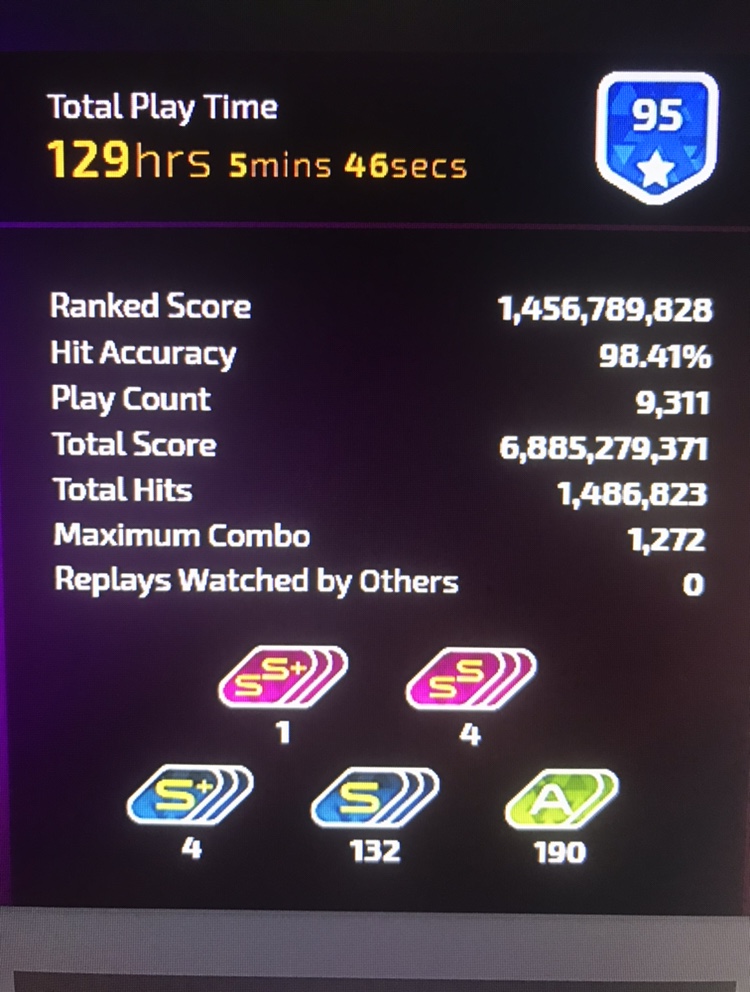 Total Play Time
129hrs 5mins 46secs
95
Ranked Score 1,456,789,828
Hit Accuracy 98.41%
Play Count 9,311
Total Score 6,885,279,371
Total Hits 1,486,823
Maximum Combo 1,272
Replays Watched by Others 0
SS+ SS
1 4
S+ S A
4 132 190